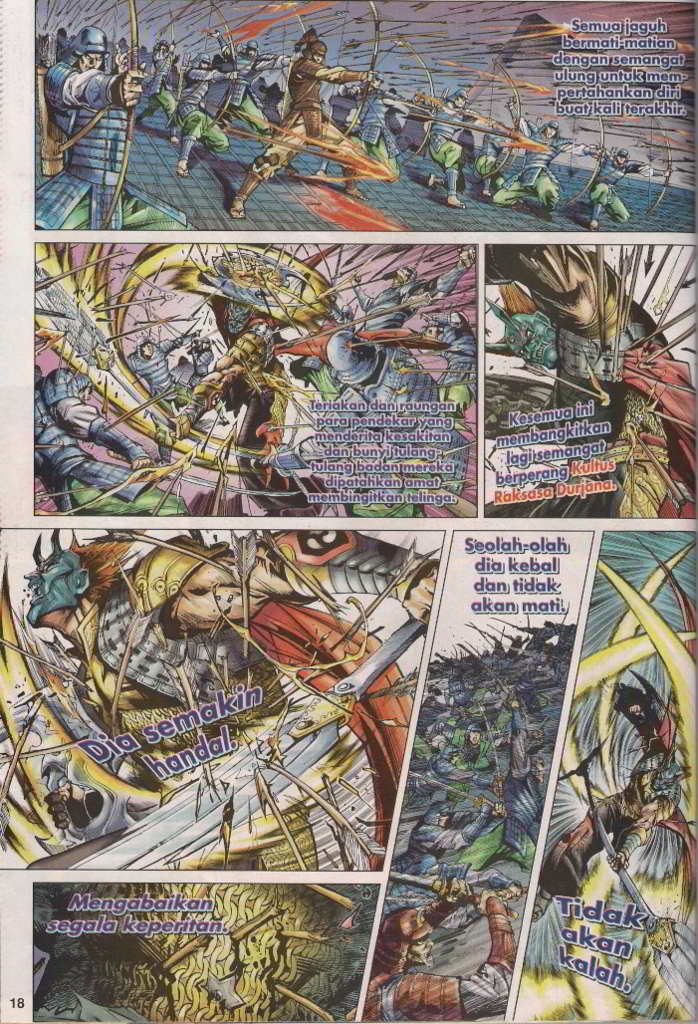 Semua jaguh
bermati-matian
dengan semangat
ulung untuk mem-
pertahankan diri
buat kali terakhir.
Teriakan dan raungan
para pendekar yang
menderita kesakitan
dan bunyi tulang-
tulang badan mereka
dipatahkan amat
membingitkan telinga.
Kesemua ini
membangkitkan
lagi semangat
berperang Kultus
Raksasa Durjana.
Dia semakin
handal.
Seolah-olah
dia kebal
dan tidak
akan mati.
Mengabaikan
segala keperitan.
Tidak
akan
kalah.
18